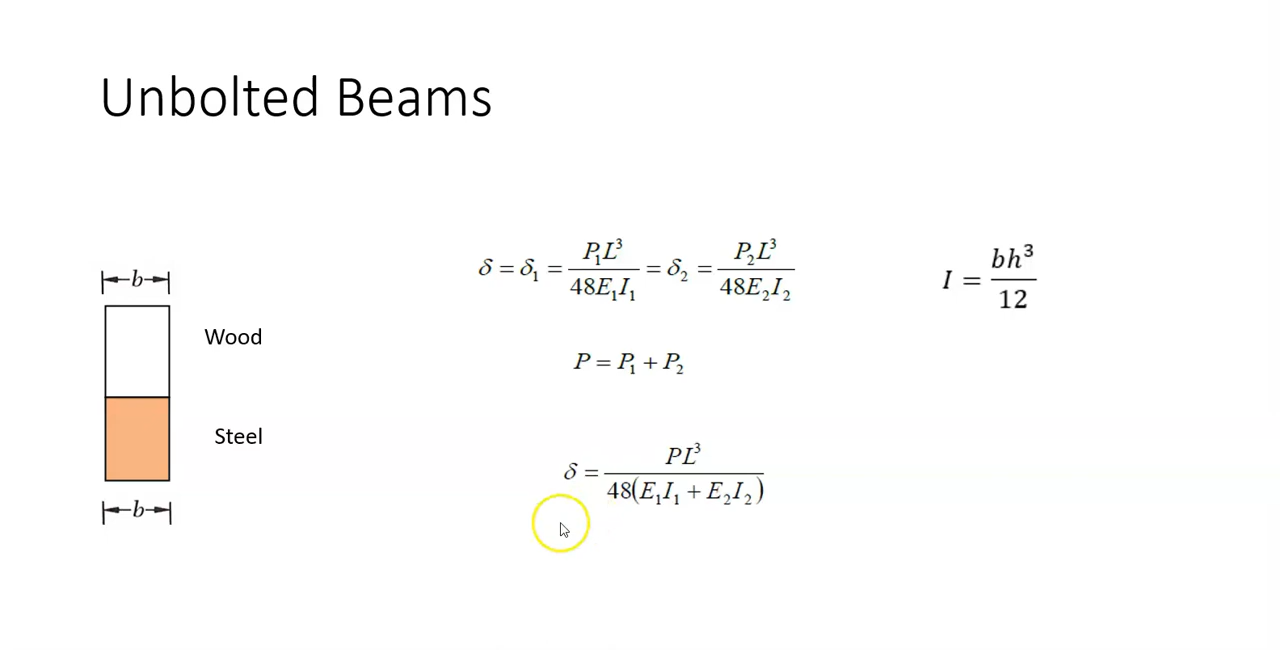 Unbolted Beams
b
Wood
Steel
b
δ = δ₁ = P₁L³/48E₁I₁ = δ₂ = P₂L³/48E₂I₂
P = P₁ + P₂
δ = PL³/48(E₁I₁ + E₂I₂)
I = bh³/12